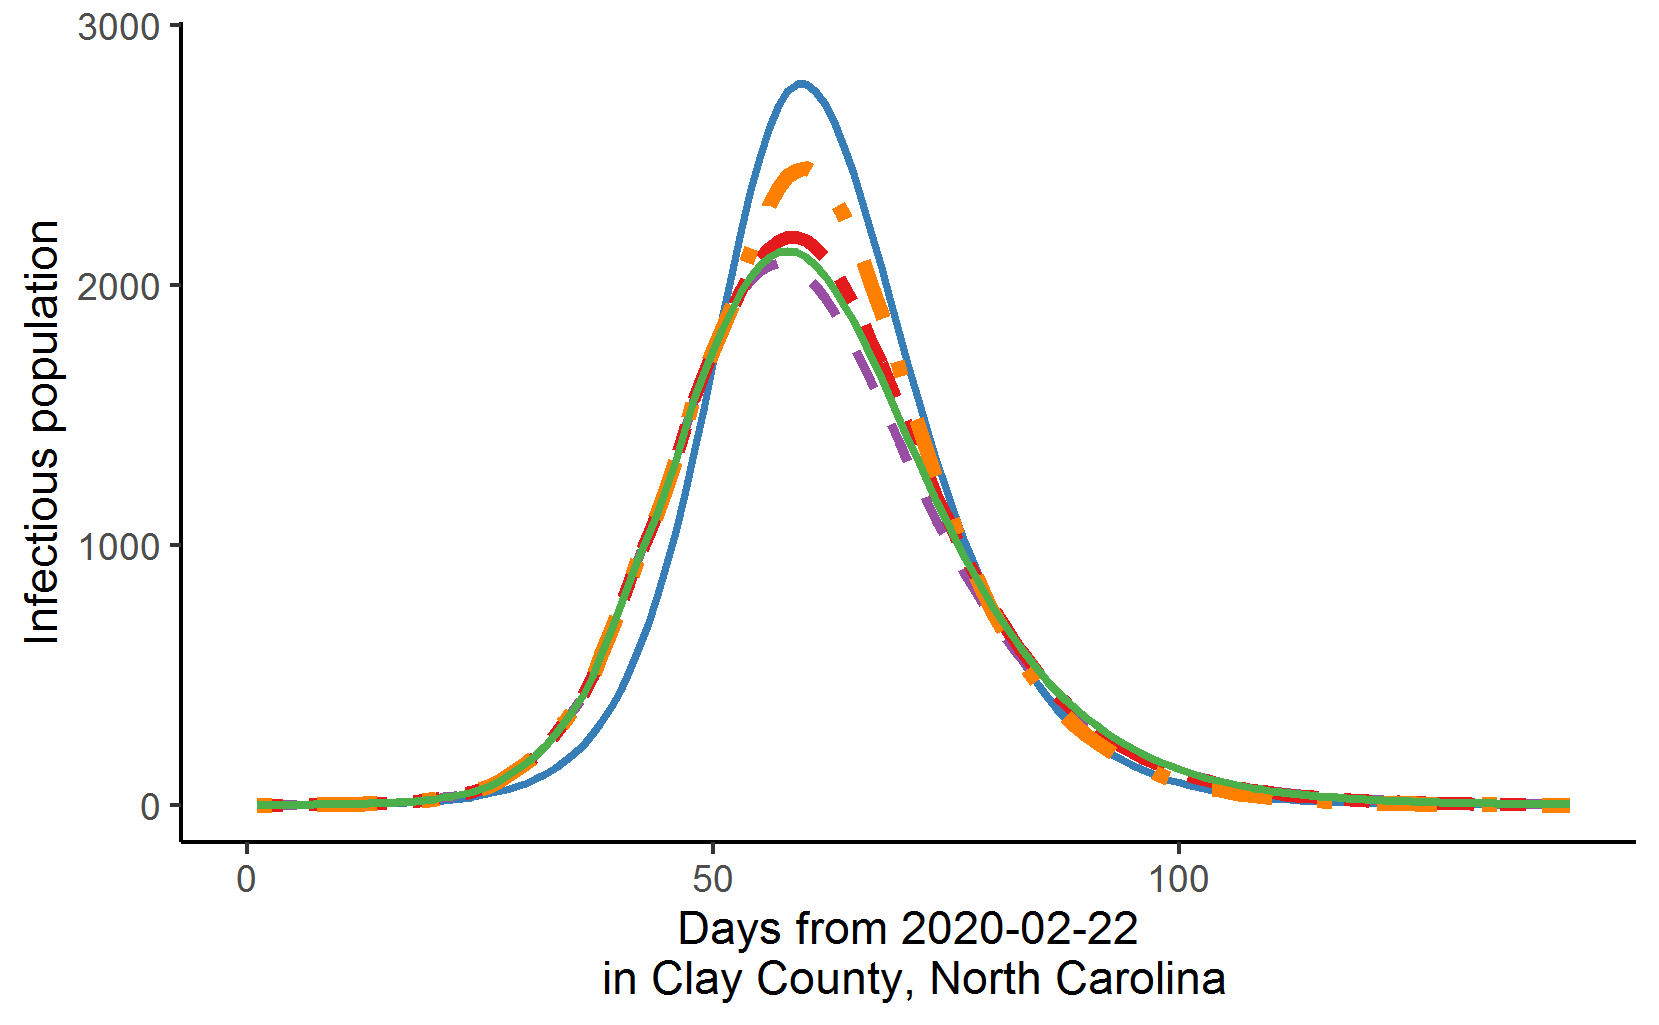 3000
2000
1000
0
Infectious population
0 50 100
Days from 2020-02-22
in Clay County, North Carolina